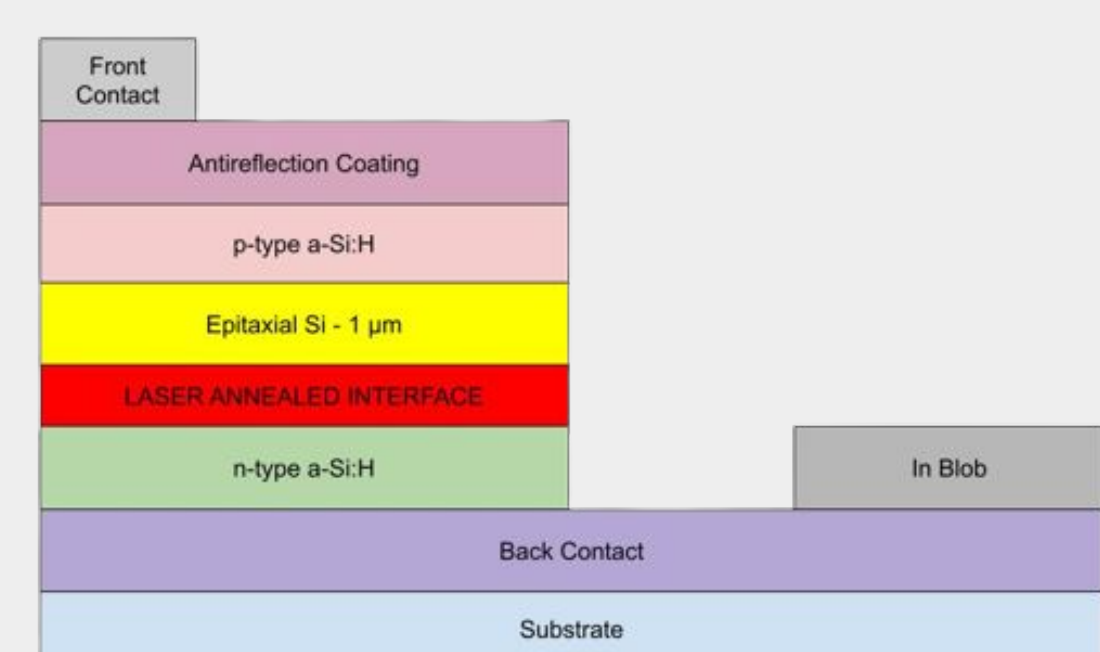 Front
Contact
Antireflection Coating
p-type a-Si:H
Epitaxial Si - 1 µm
LASER ANNEALED INTERFACE
n-type a-Si:H
In Blob
Back Contact
Substrate